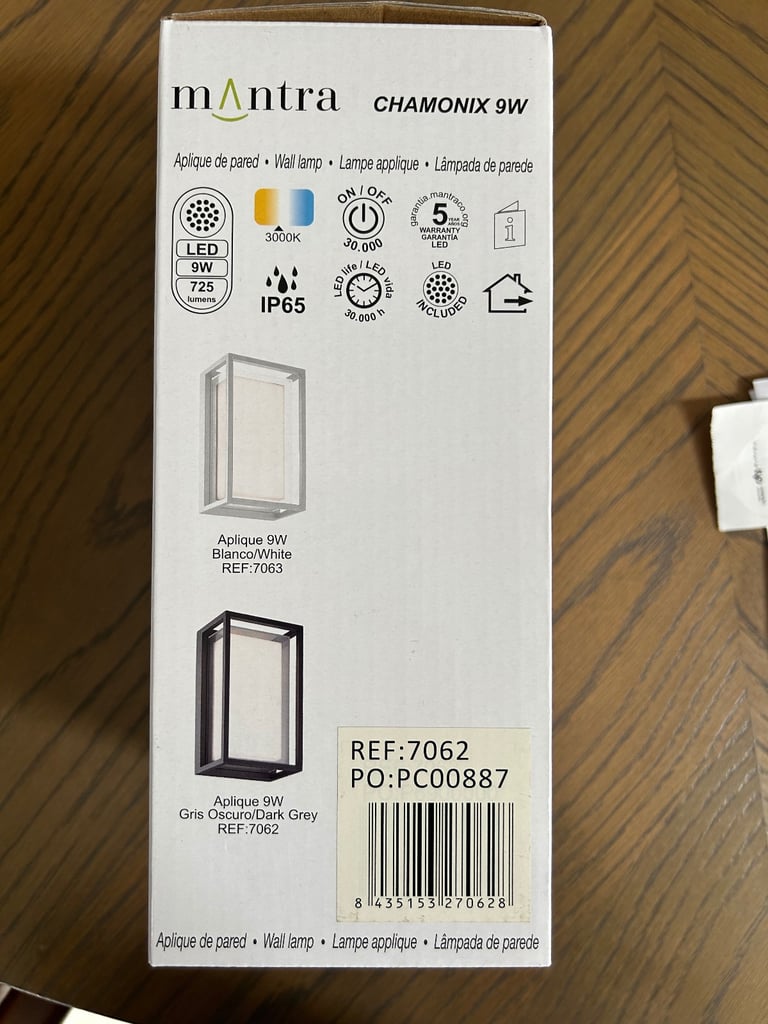 mantra
CHAMONIX 9W
Aplique de pared • Wall lamp • Lampe applique • Lâmpada de parede
LED
9W
725
lumens
3000K
ON / OFF
30.000
garantia.mantraco.org
5 YEAR AÑOS
WARRANTY
GARANTÍA
LED
i
IP65
LED life / LED vida
30.000 h
LED
INCLUDED
Aplique 9W
Blanco/White
REF:7063
Aplique 9W
Gris Oscuro/Dark Grey
REF:7062
REF:7062
PO:PC00887
8 435153 270628
Aplique de pared • Wall lamp • Lampe applique • Lâmpada de parede